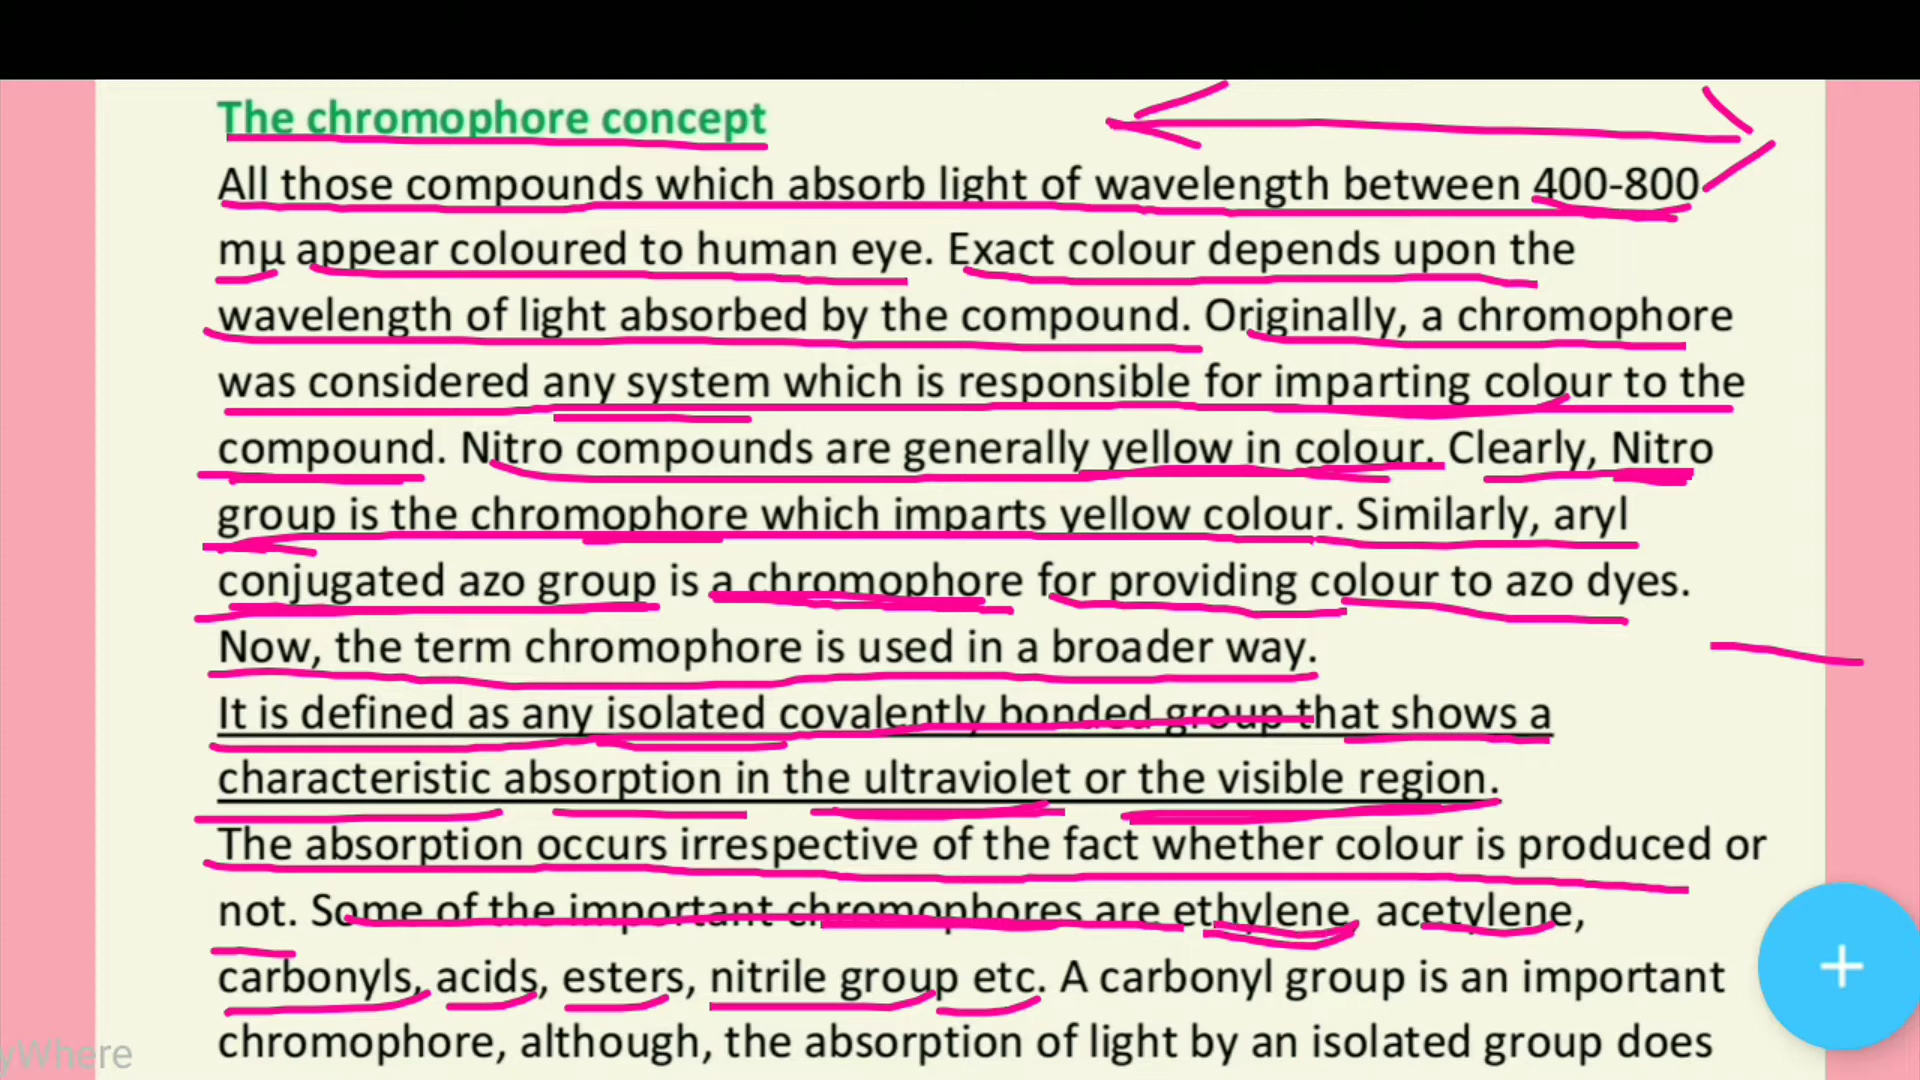 The chromophore concept
All those compounds which absorb light of wavelength between 400-800
mμ appear coloured to human eye. Exact colour depends upon the
wavelength of light absorbed by the compound. Originally, a chromophore
was considered any system which is responsible for imparting colour to the
compound. Nitro compounds are generally yellow in colour. Clearly, Nitro
group is the chromophore which imparts yellow colour. Similarly, aryl
conjugated azo group is a chromophore for providing colour to azo dyes.
Now, the term chromophore is used in a broader way.
It is defined as any isolated covalently bonded group that shows a
characteristic absorption in the ultraviolet or the visible region.
The absorption occurs irrespective of the fact whether colour is produced or
not. Some of the important chromophores are ethylene, acetylene,
carbonyls, acids, esters, nitrile group etc. A carbonyl group is an important
chromophore, although, the absorption of light by an isolated group does
yWhere